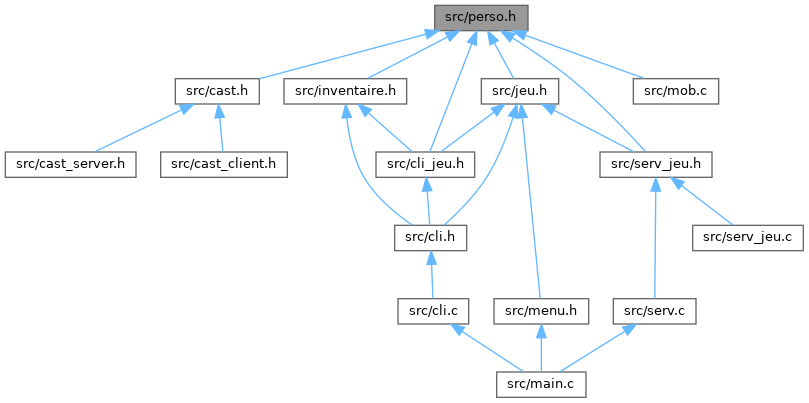 src/perso.h
src/cast.h
src/inventaire.h
src/jeu.h
src/mob.c
src/cast_server.h
src/cast_client.h
src/cli_jeu.h
src/serv_jeu.h
src/cli.h
src/serv_jeu.c
src/cli.c
src/menu.h
src/serv.c
src/main.c